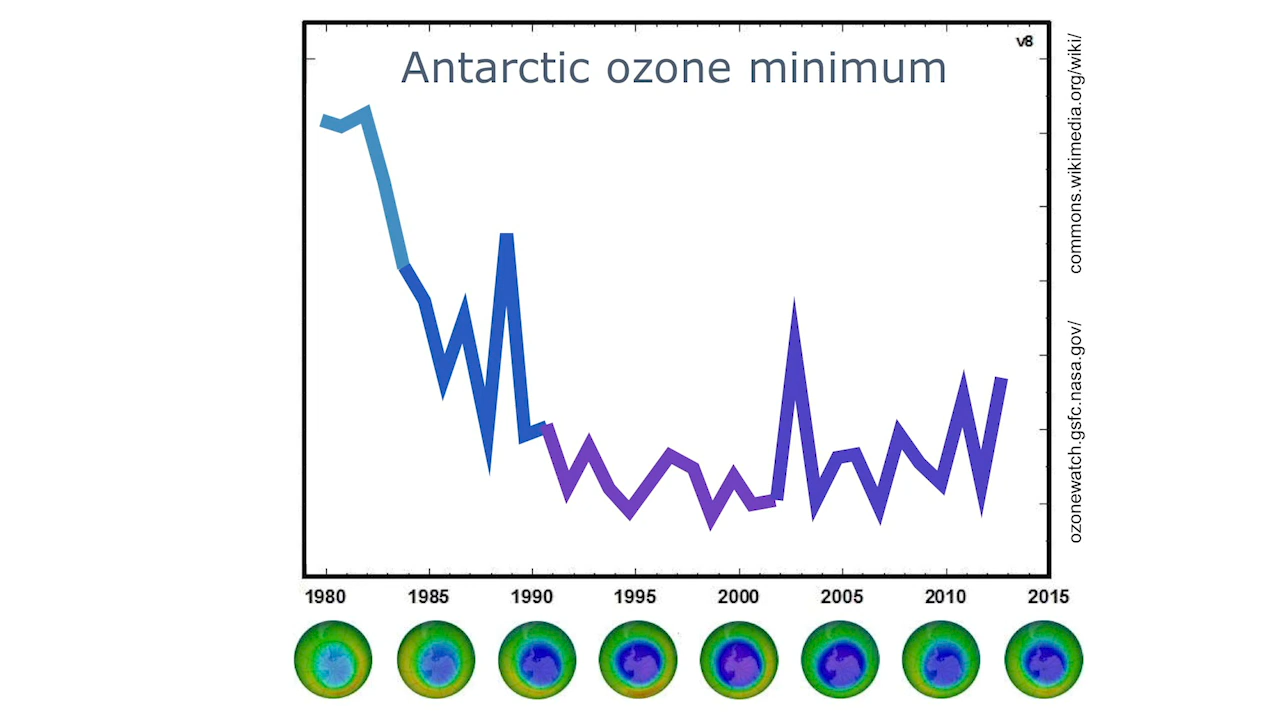 v8
Antarctic ozone minimum
commons.wikimedia.org/wiki/
ozonewatch.gsfc.nasa.gov/
1980 1985 1990 1995 2000 2005 2010 2015